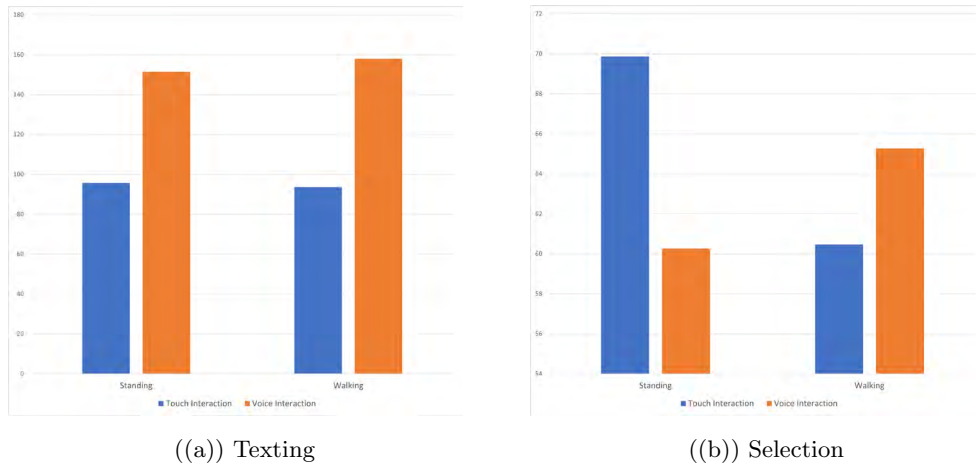 180
160
140
120
100
80
60
40
20
0
Standing
Walking
Touch Interaction
Voice Interaction
((a)) Texting
72
70
68
66
64
62
60
58
56
54
Standing
Walking
Touch Interaction
Voice Interaction
((b)) Selection